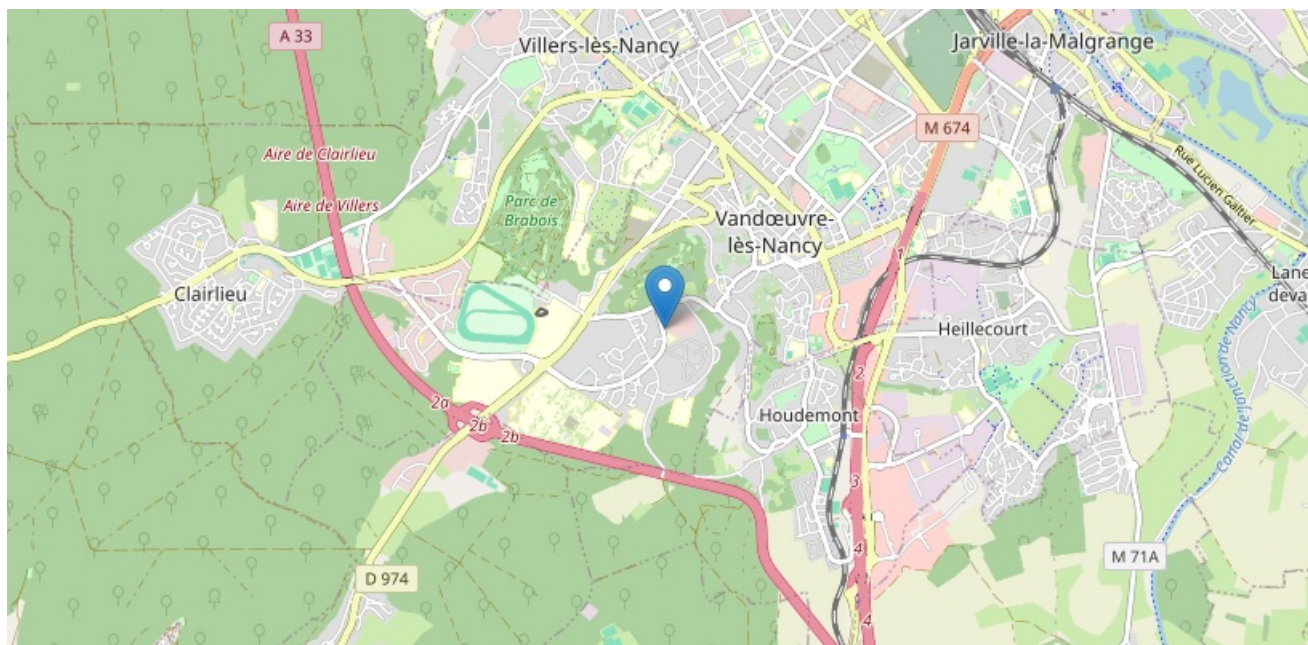 A 33
Villers-lès-Nancy
Jarville-la-Malgrange
M 674
Aire de Clairlieu
Rue Lucien Galtier
Aire de Villers
Parc de
Brabois
Vandœuvre-
lès-Nancy
1
Clairlieu
Lane
deva
Heillecourt
Canal de jonction de Nancy
2
2a
2b
2b
Houdemont
3
4
M 71A
D 974
4